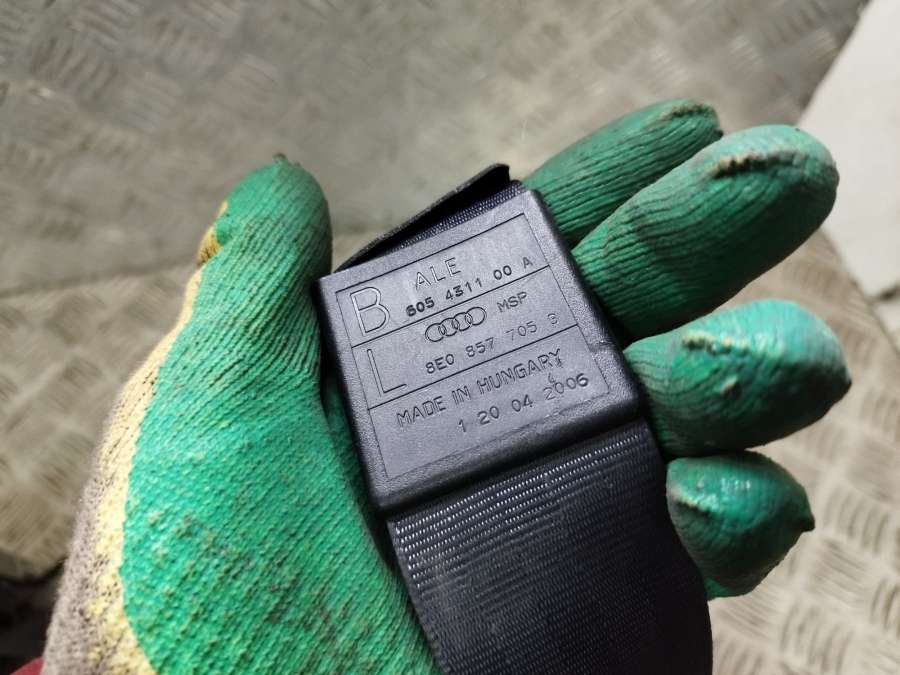 B ALE
605 4311 00 A
MSP
L 8E0 857 705 B
MADE IN HUNGARY
1 20 04 2006